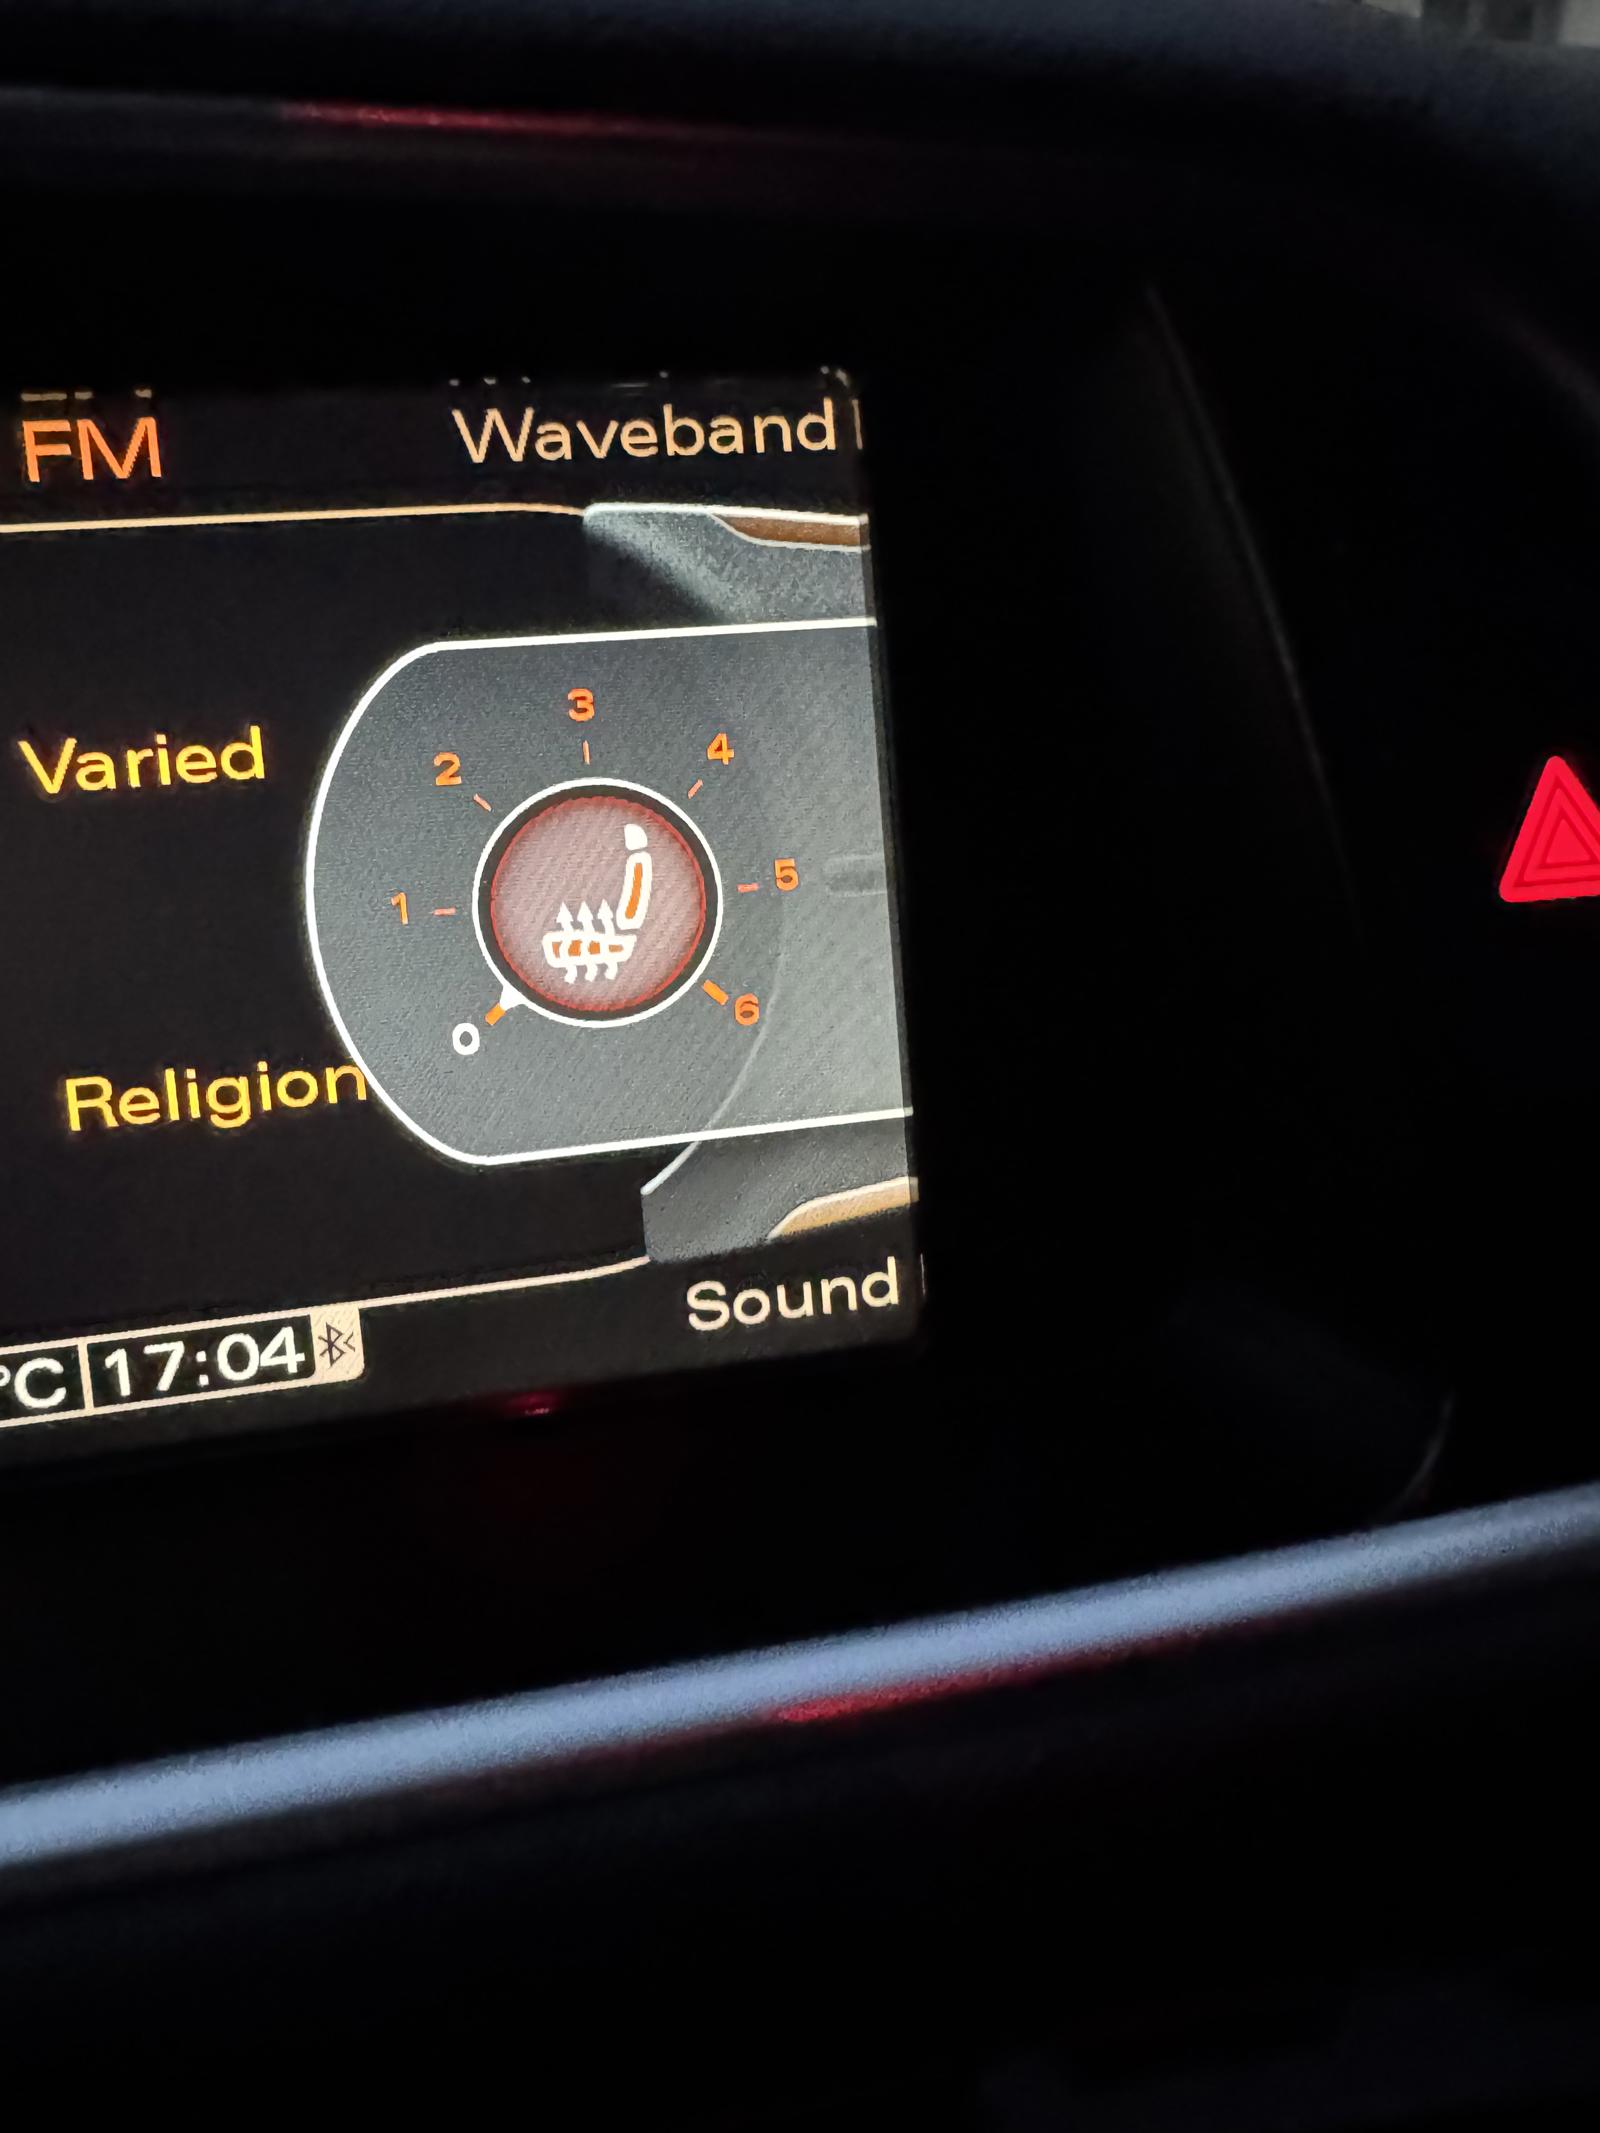 FM
Waveband
Varied
3
2
4
1
5
0
6
Religion
Sound
°C
17:04